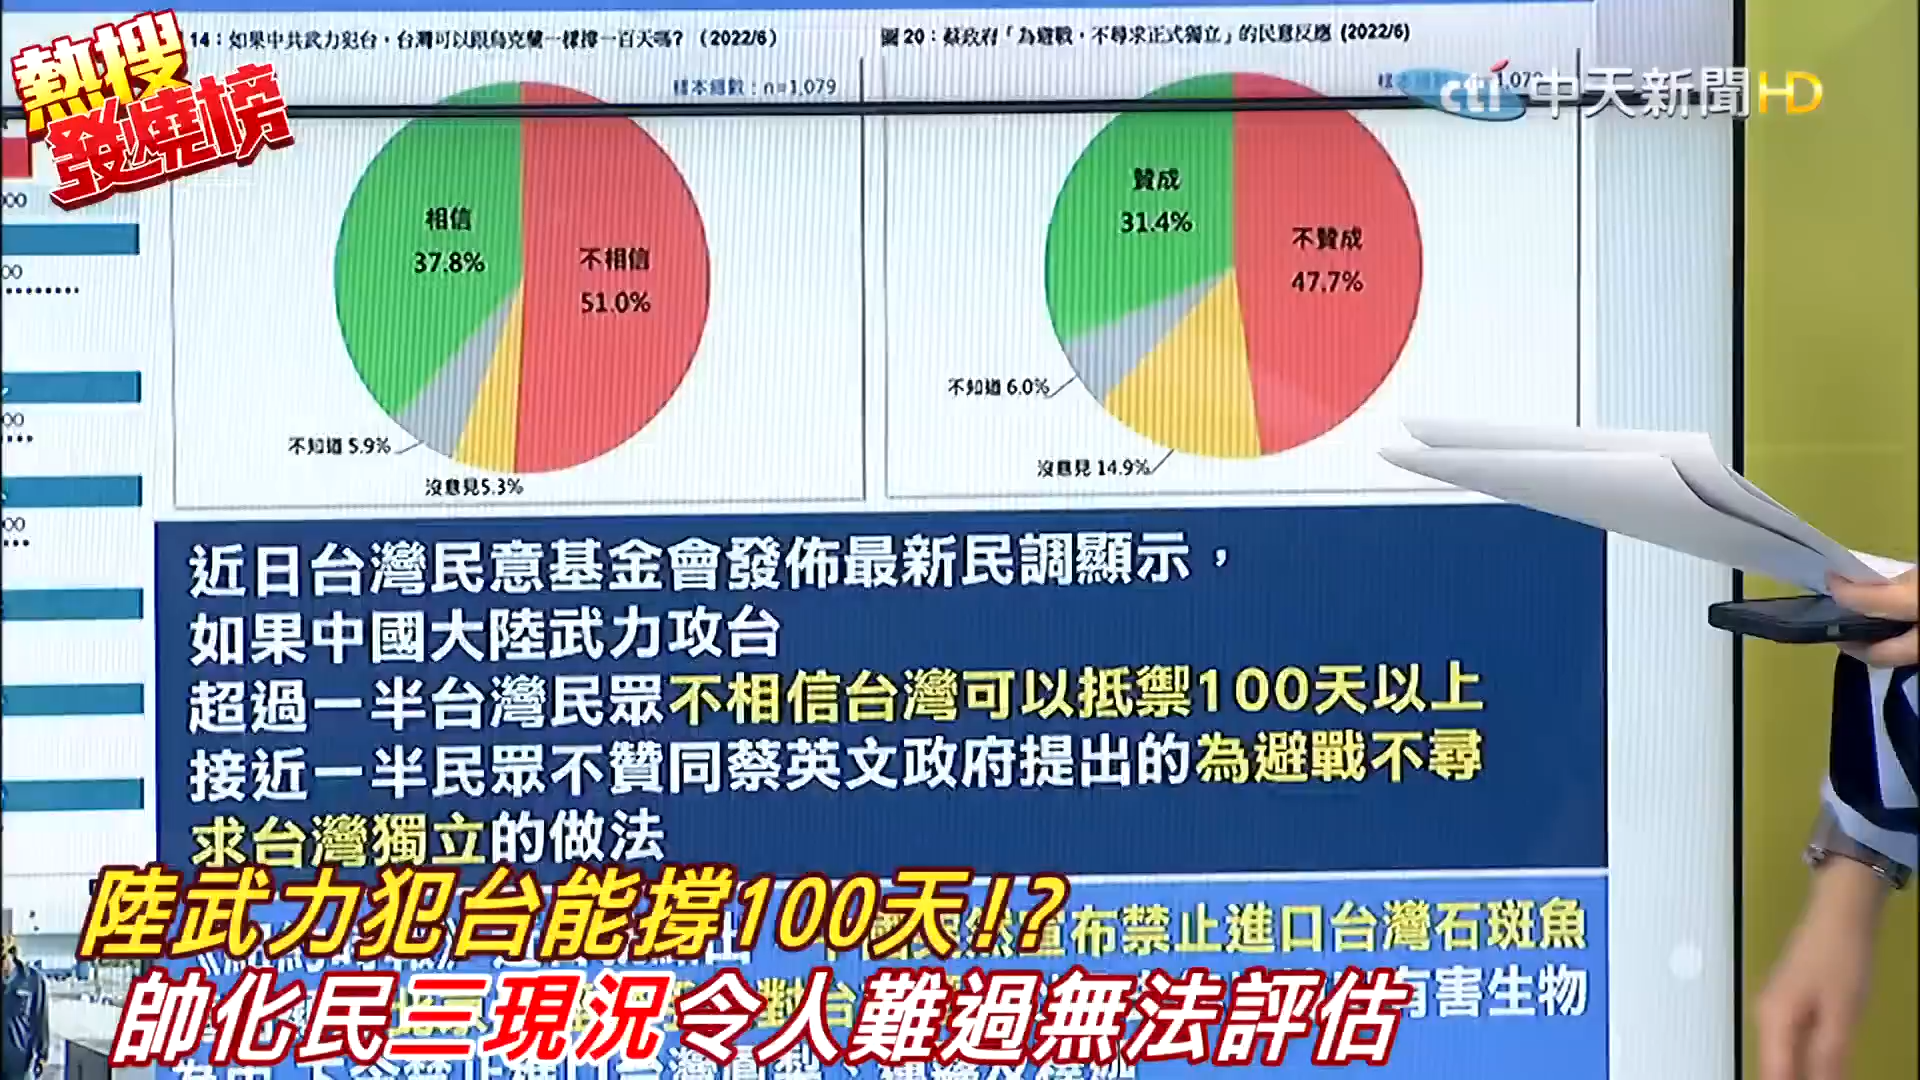 熱搜
發燒榜
14：如果中共武力犯台，台灣可以跟烏克蘭一樣撐一百天嗎？（2022/6）
樣本總數：n=1,079
相信
37.8%
不相信
51.0%
不知道 5.9%
沒意見5.3%
圖 20：蔡政府「為避戰，不尋求正式獨立」的民意反應 (2022/6)
樣本總
cti 中天新聞HD
贊成
31.4%
不贊成
47.7%
不知道 6.0%
沒意見 14.9%
近日台灣民意基金會發佈最新民調顯示，
如果中國大陸武力攻台
超過一半台灣民眾不相信台灣可以抵禦100天以上
接近一半民眾不贊同蔡英文政府提出的為避戰不尋
求台灣獨立的做法
布禁止進口台灣石斑魚
對台
有害生物
陸武力犯台能撐100天!?
帥化民三現況令人難過無法評估